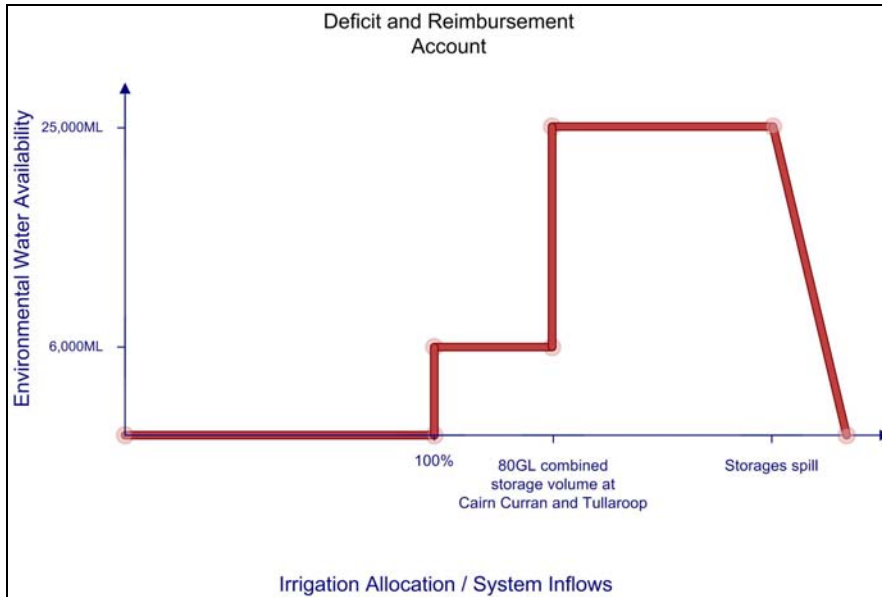 Deficit and Reimbursement
Account
Environmental Water Availability
25,000ML
6,000ML
100%
80GL combined
storage volume at
Cairn Curran and Tullaroop
Storages spill
Irrigation Allocation / System Inflows